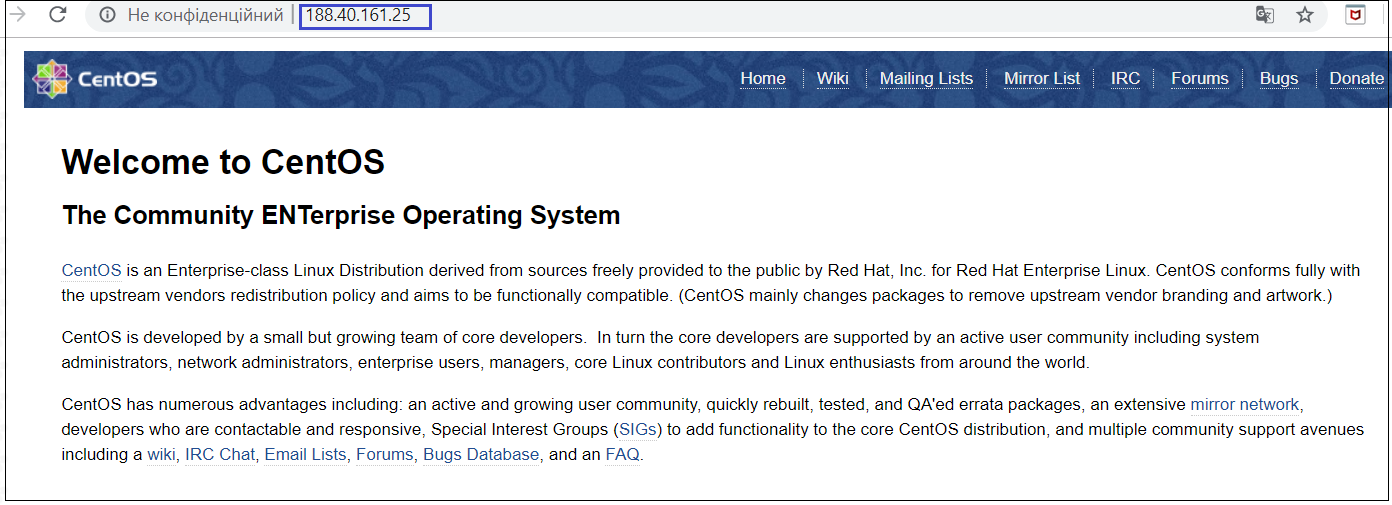 Не конфіденційний | 188.40.161.25
CentOS Home Wiki Mailing Lists Mirror List IRC Forums Bugs Donate
Welcome to CentOS
The Community ENTerprise Operating System
CentOS is an Enterprise-class Linux Distribution derived from sources freely provided to the public by Red Hat, Inc. for Red Hat Enterprise Linux. CentOS conforms fully with
the upstream vendors redistribution policy and aims to be functionally compatible. (CentOS mainly changes packages to remove upstream vendor branding and artwork.)
CentOS is developed by a small but growing team of core developers.  In turn the core developers are supported by an active user community including system
administrators, network administrators, enterprise users, managers, core Linux contributors and Linux enthusiasts from around the world.
CentOS has numerous advantages including: an active and growing user community, quickly rebuilt, tested, and QA'ed errata packages, an extensive mirror network,
developers who are contactable and responsive, Special Interest Groups (SIGs) to add functionality to the core CentOS distribution, and multiple community support avenues
including a wiki, IRC Chat, Email Lists, Forums, Bugs Database, and an FAQ.